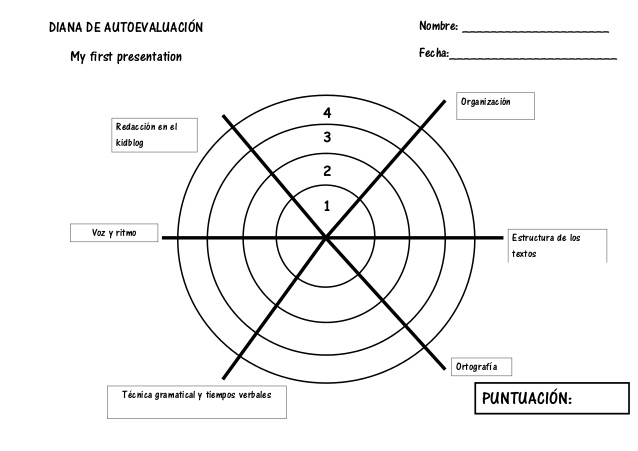 DIANA DE AUTOEVALUACIÓN
Nombre: ______________________
Fecha:_________________________
My first presentation
Organización
4
3
2
1
Redacción en el
kidblog
Voz y ritmo
Estructura de los
textos
Ortografía
Técnica gramatical y tiempos verbales
PUNTUACIÓN: